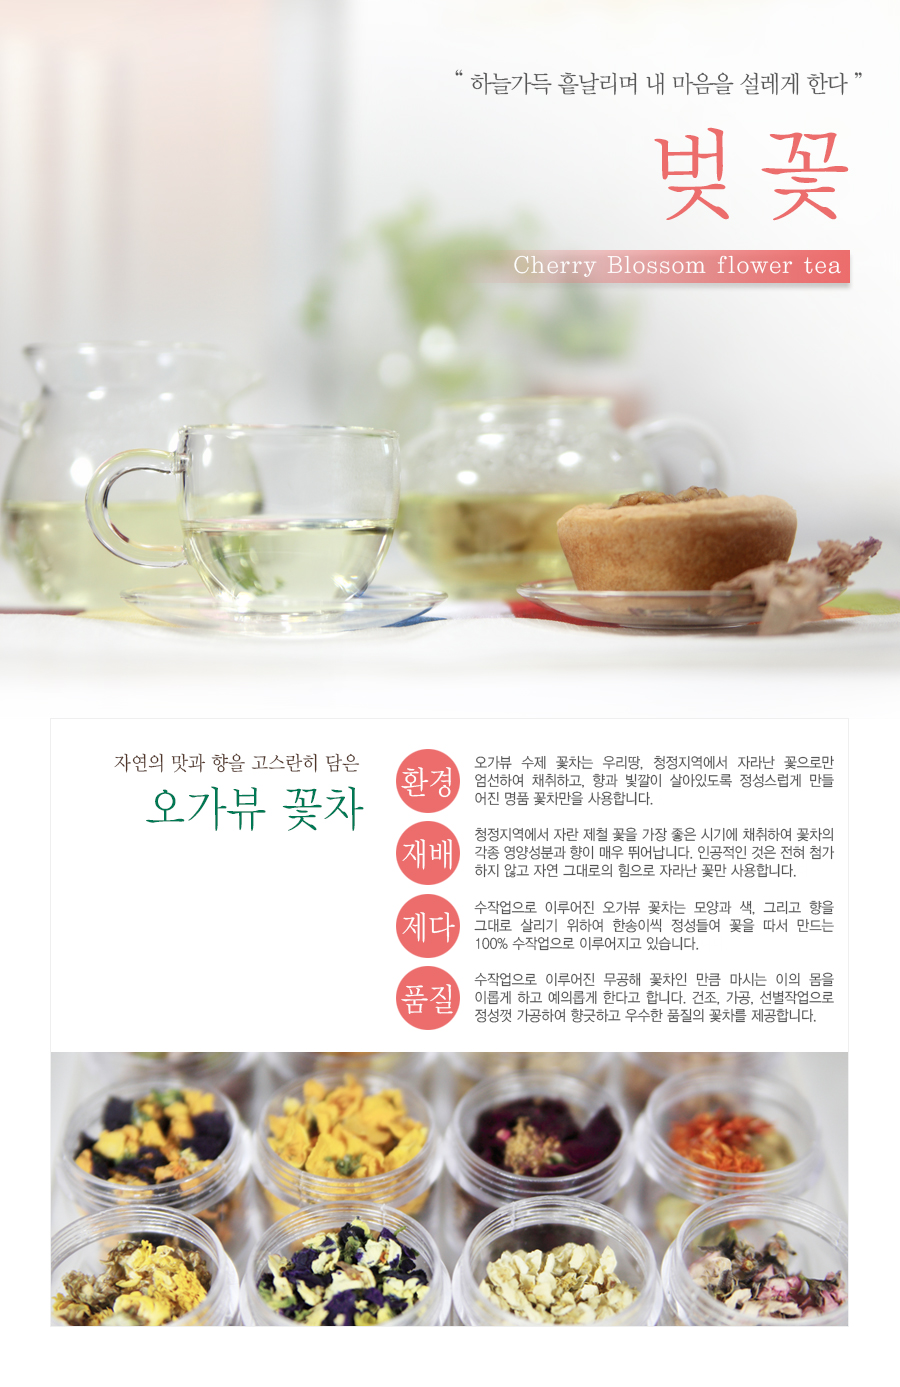 “ 하늘가득 흩날리며 내 마음을 설레게 한다 ”
벚꽃
Cherry Blossom flower tea
자연의 맛과 향을 고스란히 담은
오가뷰 꽃차
환경
오가뷰 수제 꽃차는 우리땅, 청정지역에서 자라난 꽃으로만
엄선하여 채취하고, 향과 빛깔이 살아있도록 정성스럽게 만들
어진 명품 꽃차만을 사용합니다.
재배
청정지역에서 자란 제철 꽃을 가장 좋은 시기에 채취하여 꽃차의
각종 영양성분과 향이 매우 뛰어납니다. 인공적인 것은 전혀 첨가
하지 않고 자연 그대로의 힘으로 자라난 꽃만 사용합니다.
제다
수작업으로 이루어진 오가뷰 꽃차는 모양과 색, 그리고 향을
그대로 살리기 위하여 한송이씩 정성들여 꽃을 따서 만드는
100% 수작업으로 이루어지고 있습니다.
품질
수작업으로 이루어진 무공해 꽃차인 만큼 마시는 이의 몸을
이롭게 하고 예의롭게 한다고 합니다. 건조, 가공, 선별작업으로
정성껏 가공하여 향긋하고 우수한 품질의 꽃차를 제공합니다.